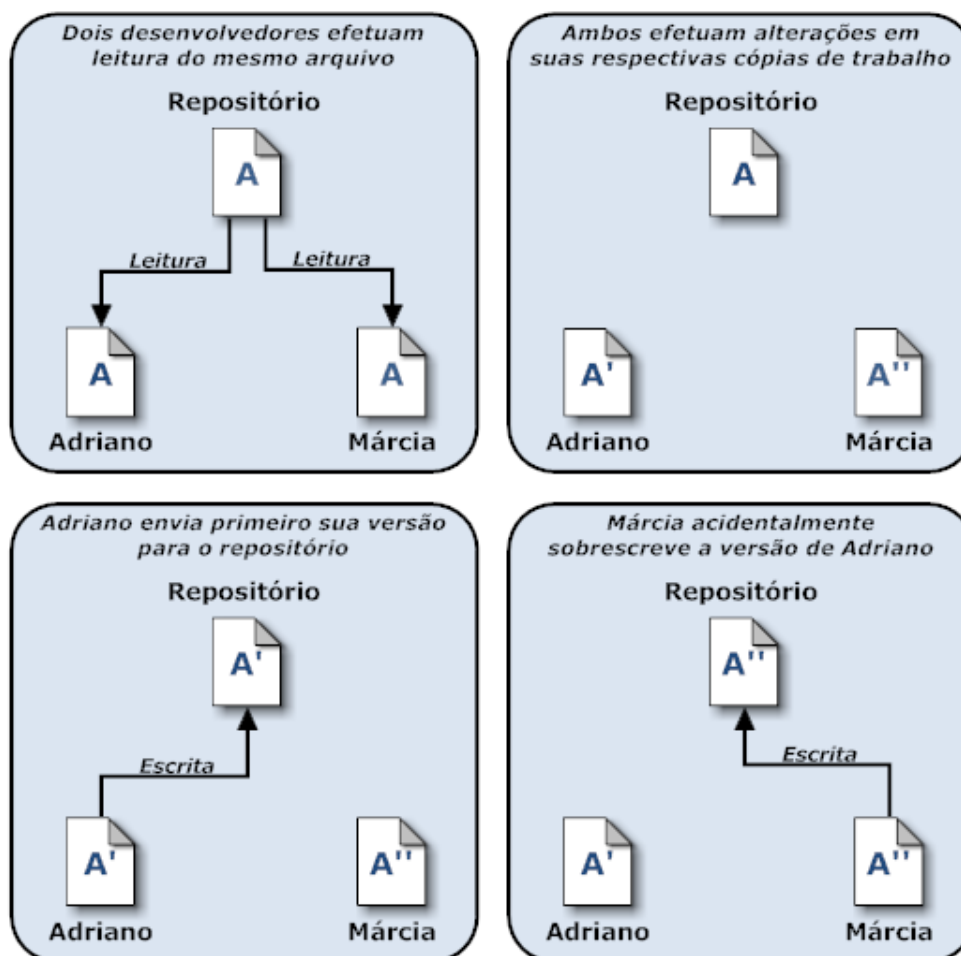 Dois desenvolvedores efetuam
leitura do mesmo arquivo
Repositório
A
Leitura
Leitura
A
A
Adriano
Márcia
Ambos efetuam alterações em
suas respectivas cópias de trabalho
Repositório
A
A'
A''
Adriano
Márcia
Adriano envia primeiro sua versão
para o repositório
Repositório
A'
Escrita
A'
A''
Adriano
Márcia
Márcia acidentalmente
sobrescreve a versão de Adriano
Repositório
A''
Escrita
A'
A''
Adriano
Márcia